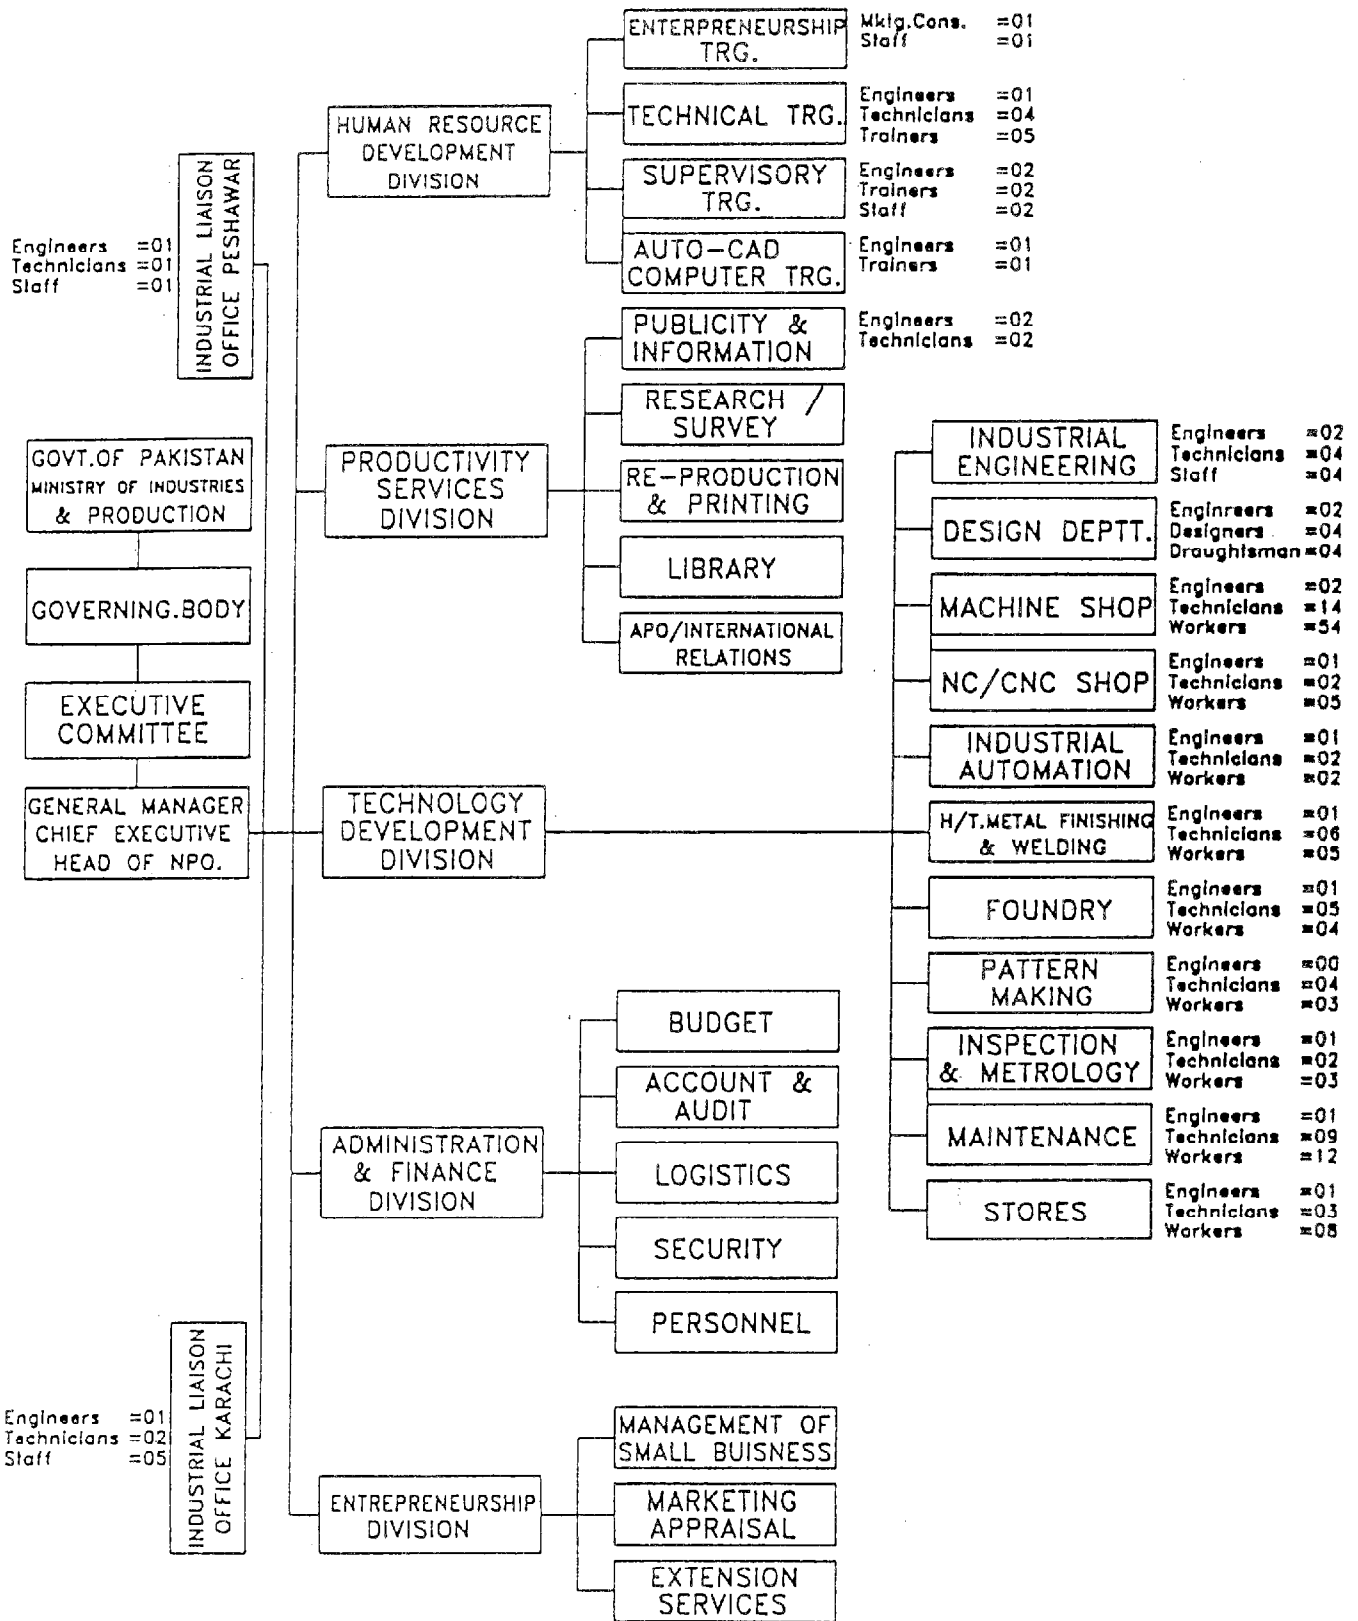 ENTERPRENEURSHIP
TRG.
Mktg.Cons. =01
Staff =01
TECHNICAL TRG.
Engineers =01
Technicians =04
Trainers =05
HUMAN RESOURCE
DEVELOPMENT
DIVISION
SUPERVISORY
TRG.
Engineers =02
Trainers =02
Staff =02
AUTO-CAD
COMPUTER TRG.
Engineers =01
Trainers =01
INDUSTRIAL LIAISON
OFFICE PESHAWAR
Engineers =01
Technicians =01
Staff =01
PUBLICITY &
INFORMATION
Engineers =02
Technicians =02
RESEARCH /
SURVEY
PRODUCTIVITY
SERVICES
DIVISION
RE-PRODUCTION
& PRINTING
LIBRARY
APO/INTERNATIONAL
RELATIONS
GOVT.OF PAKISTAN
MINISTRY OF INDUSTRIES
& PRODUCTION
GOVERNING.BODY
EXECUTIVE
COMMITTEE
GENERAL MANAGER
CHIEF EXECUTIVE
HEAD OF NPO.
TECHNOLOGY
DEVELOPMENT
DIVISION
INDUSTRIAL
ENGINEERING
Engineers =02
Technicians =04
Staff =04
DESIGN DEPTT.
Enginreers =02
Designers =04
Draughtsman=04
MACHINE SHOP
Engineers =02
Technicians =14
Workers =54
NC/CNC SHOP
Engineers =01
Technicians =02
Workers =05
INDUSTRIAL
AUTOMATION
Engineers =01
Technicians =02
Workers =02
H/T.METAL FINISHING
& WELDING
Engineers =01
Technicians =06
Workers =05
FOUNDRY
Engineers =01
Technicians =05
Workers =04
PATTERN
MAKING
Engineers =00
Technicians =04
Workers =03
INSPECTION
& METROLOGY
Engineers =01
Technicians =02
Workers =03
MAINTENANCE
Engineers =01
Technicians =09
Workers =12
STORES
Engineers =01
Technicians =03
Workers =08
BUDGET
ACCOUNT &
AUDIT
ADMINISTRATION
& FINANCE
DIVISION
LOGISTICS
SECURITY
PERSONNEL
INDUSTRIAL LIAISON
OFFICE KARACHI
Engineers =01
Technicians =02
Staff =05
MANAGEMENT OF
SMALL BUISNESS
ENTREPRENEURSHIP
DIVISION
MARKETING
APPRAISAL
EXTENSION
SERVICES